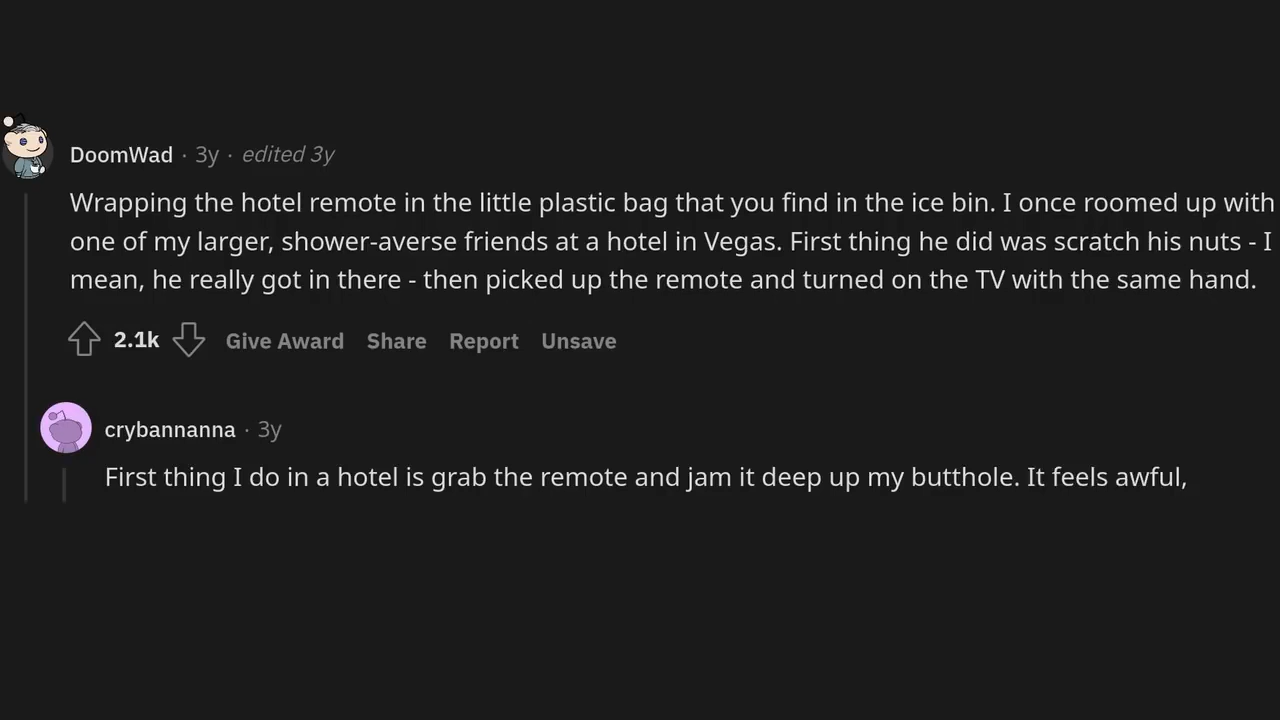 DoomWad · 3y · edited 3y
Wrapping the hotel remote in the little plastic bag that you find in the ice bin. I once roomed up with
one of my larger, shower-averse friends at a hotel in Vegas. First thing he did was scratch his nuts - I
mean, he really got in there - then picked up the remote and turned on the TV with the same hand.
2.1k Give Award Share Report Unsave
crybannanna · 3y
First thing I do in a hotel is grab the remote and jam it deep up my butthole. It feels awful,